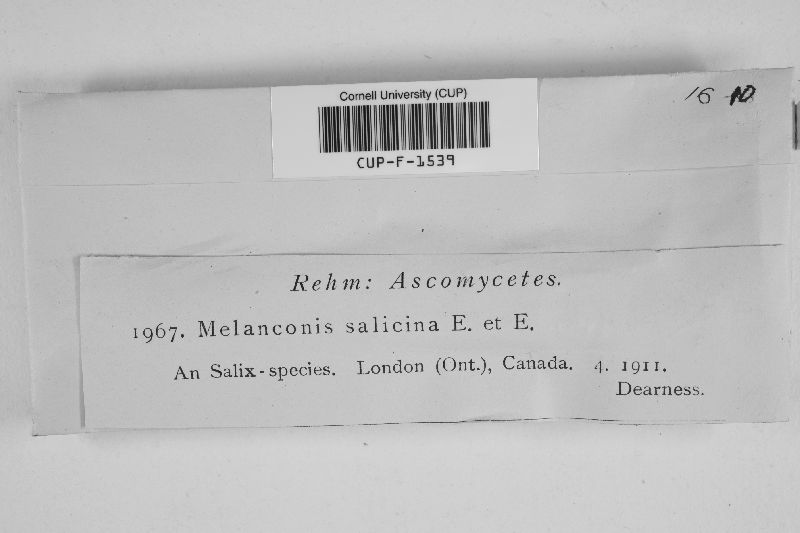 Cornell University (CUP)
CUP-F-1539
16 10
Rehm: Ascomycetes.
1967. Melanconis salicina E. et E.
An Salix-species. London (Ont.), Canada. 4. 1911.
Dearness.